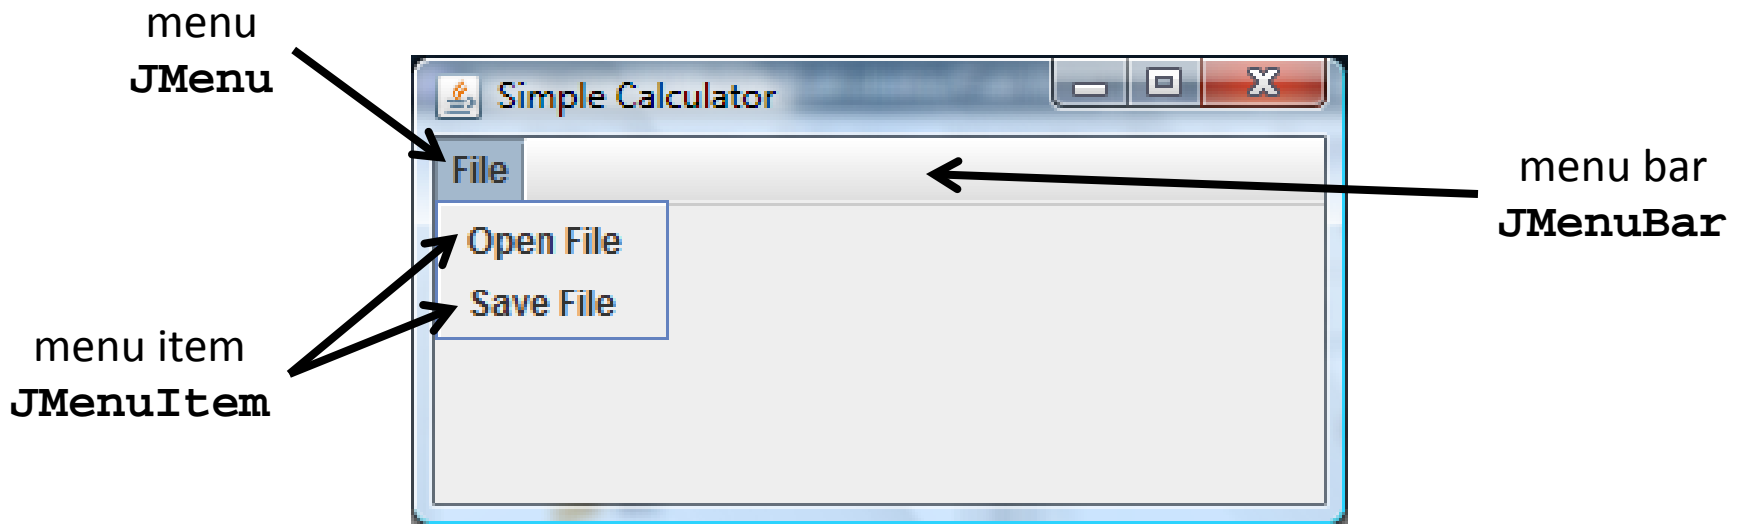 menu
JMenu
Simple Calculator
File
menu bar
JMenuBar
Open File
Save File
menu item
JMenuItem